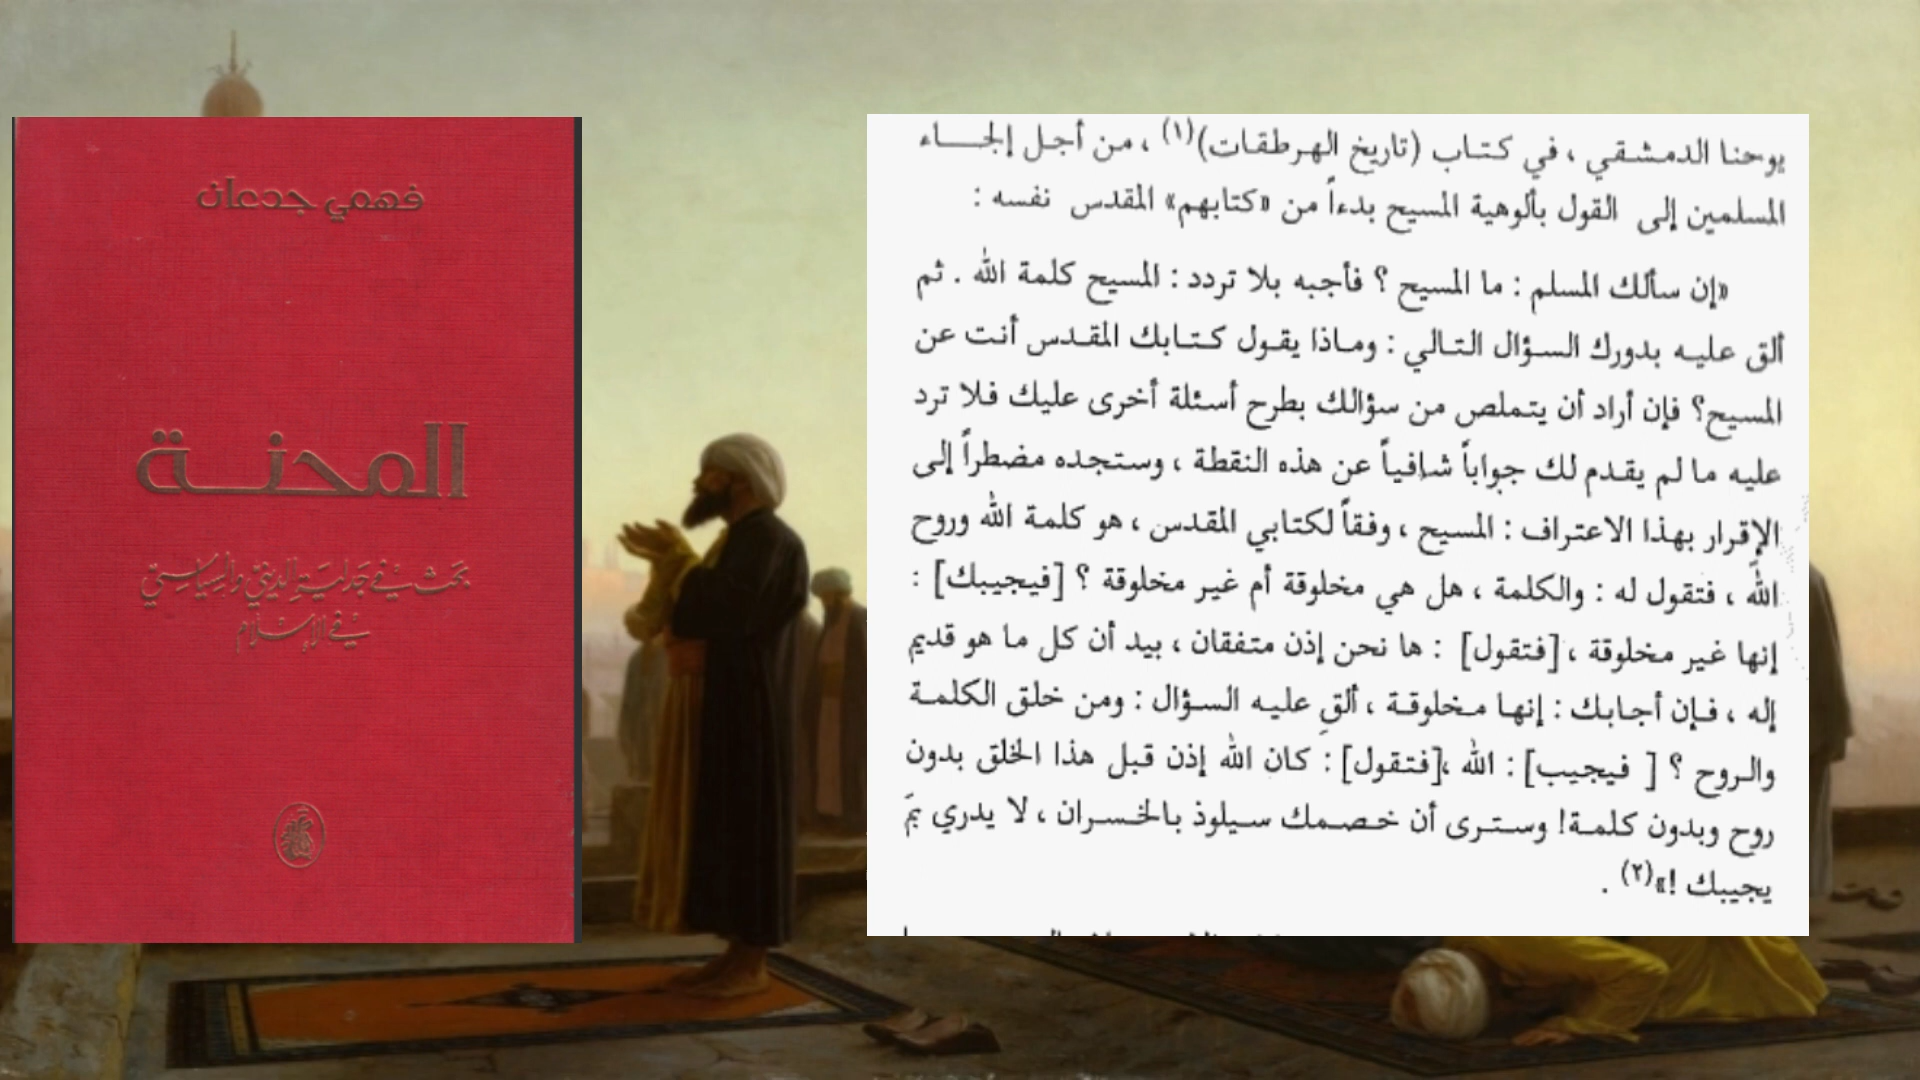 فهمي جدعان
المحنة
بحث في جدلية الديني والسياسي
في الإسلام
يوحنا الدمشقي ، في كتاب (تاريخ الهرطقات)(١) ، من أجل إلجاء
المسلمين إلى القول بألوهية المسيح بدءاً من «كتابهم» المقدس نفسه :
«إن سألك المسلم : ما المسيح ؟ فأجبه بلا تردد : المسيح كلمة الله . ثم
ألق عليه بدورك السؤال التالي : وماذا يقول كتابك المقدس أنت عن
المسيح؟ فإن أراد أن يتملص من سؤالك بطرح أسئلة أخرى عليك فلا ترد
عليه ما لم يقدم لك جواباً شافياً عن هذه النقطة ، وستجده مضطراً إلى
الإقرار بهذا الاعتراف : المسيح ، وفقاً لكتابي المقدس ، هو كلمة الله وروح
الله ، فتقول له : والكلمة ، هل هي مخلوقة أم غير مخلوقة ؟ [فيجيبك] :
إنها غير مخلوقة ، [فتقول] : ها نحن إذن متفقان ، بيد أن كل ما هو قديم
إله ، فإن أجابك : إنها مخلوقة ، ألقِ عليه السؤال : ومن خلق الكلمة
والروح ؟ [ فيجيب] : الله ،[فتقول] : كان الله إذن قبل هذا الخلق بدون
روح وبدون كلمة! وسترى أن خصمك سيلوذ بالخسران ، لا يدري بمَ
يجيبك !»(٢) .